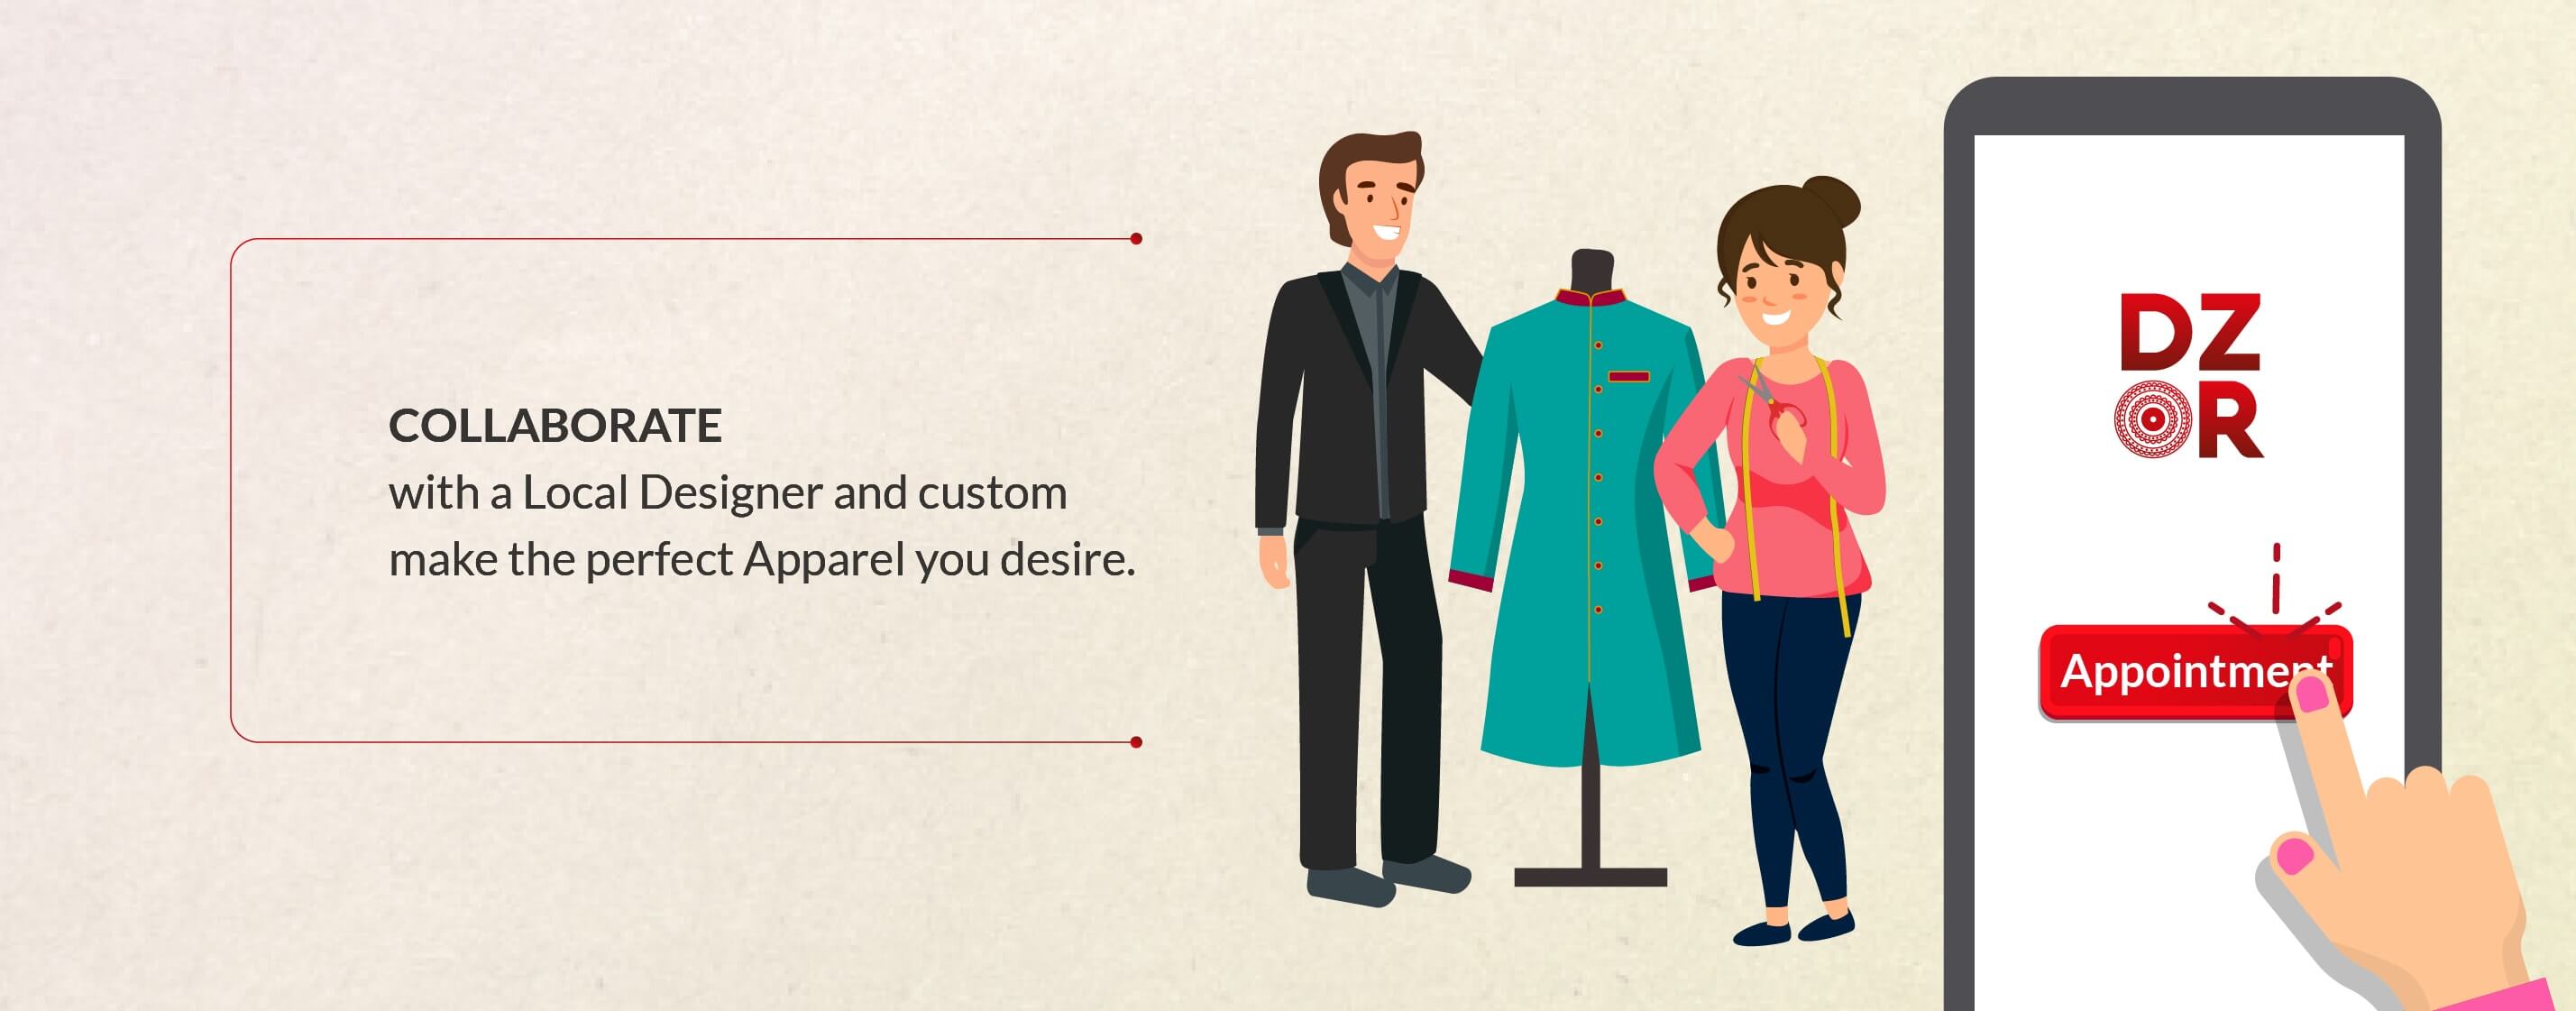 COLLABORATE
with a Local Designer and custom
make the perfect Apparel you desire.
DZ
OR
Appointment